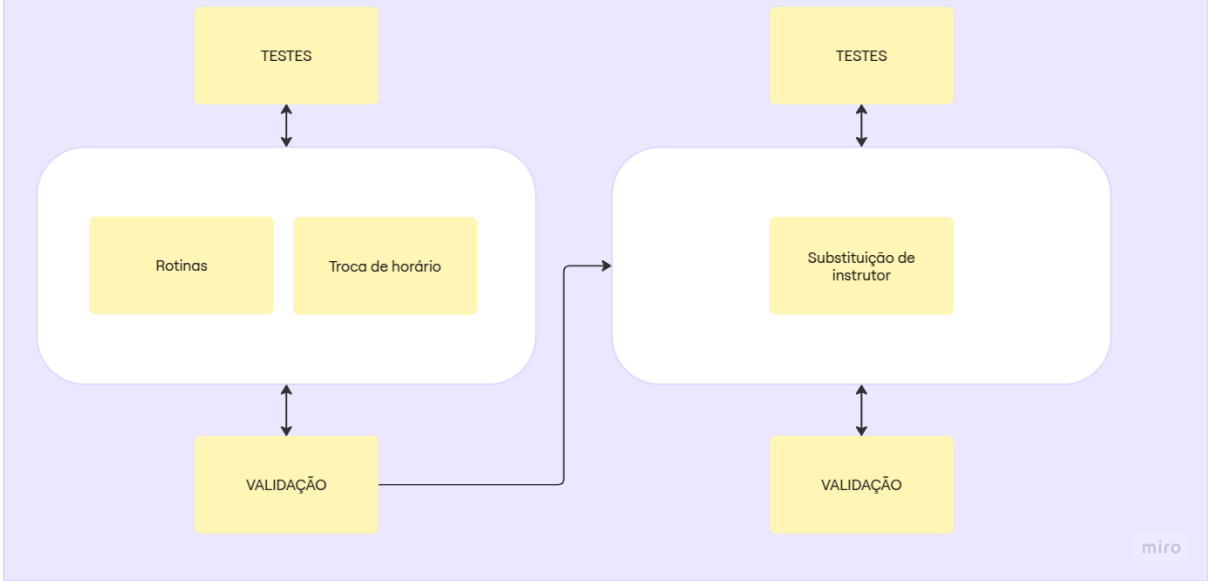 TESTES
TESTES
Rotinas
Troca de horário
Substituição de
instrutor
VALIDAÇÃO
VALIDAÇÃO
miro